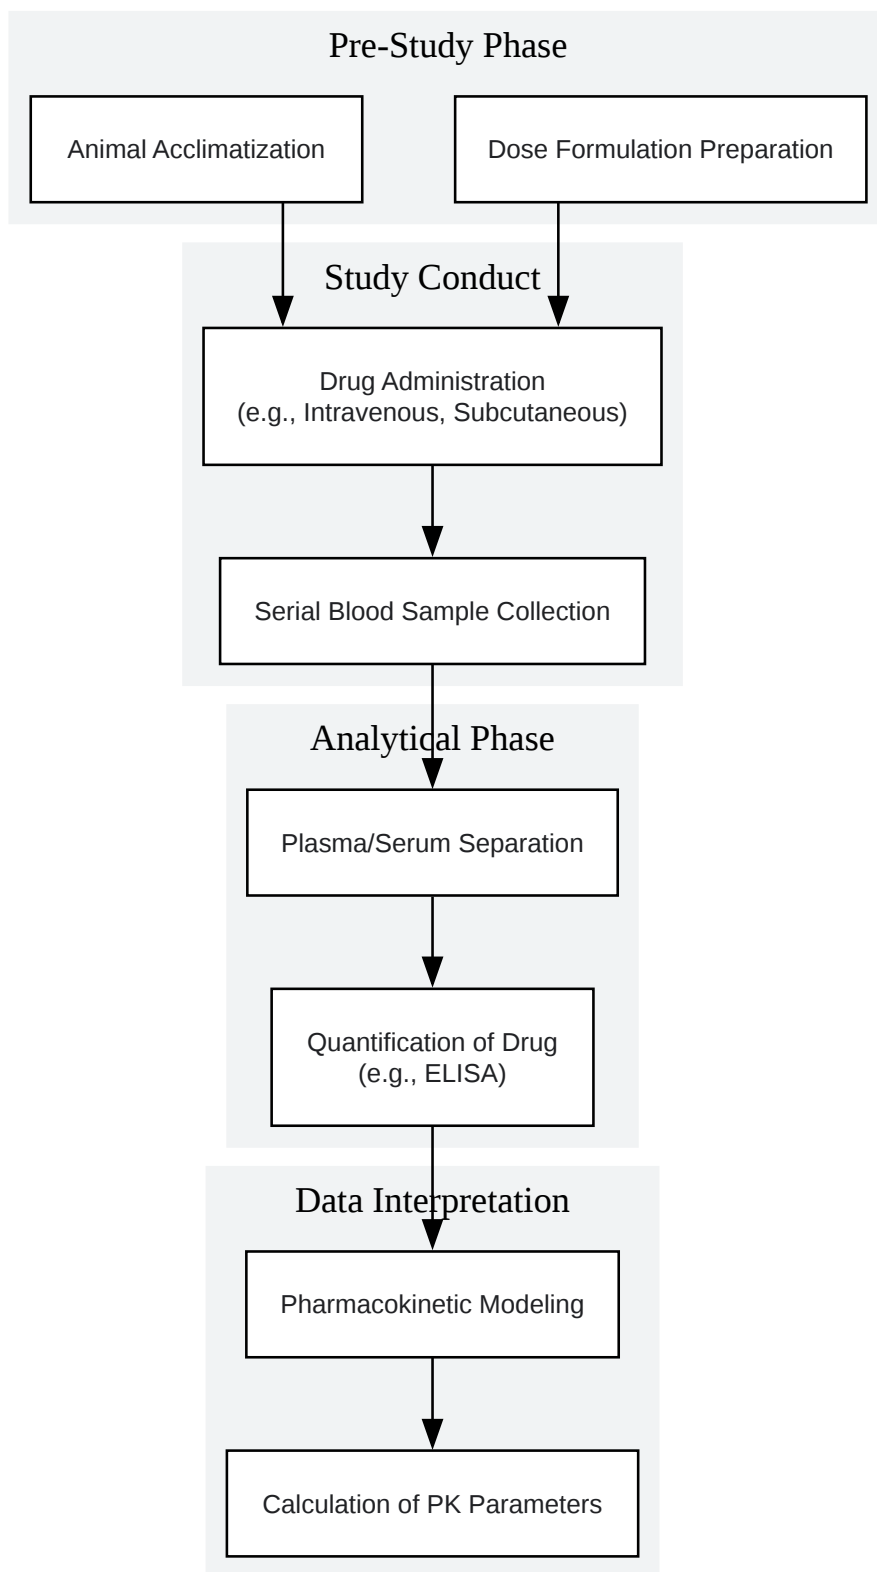 Pre-Study Phase
Animal Acclimatization
Dose Formulation Preparation
Study Conduct
Drug Administration
(e.g., Intravenous, Subcutaneous)
Serial Blood Sample Collection
Analytical Phase
Plasma/Serum Separation
Quantification of Drug
(e.g., ELISA)
Data Interpretation
Pharmacokinetic Modeling
Calculation of PK Parameters